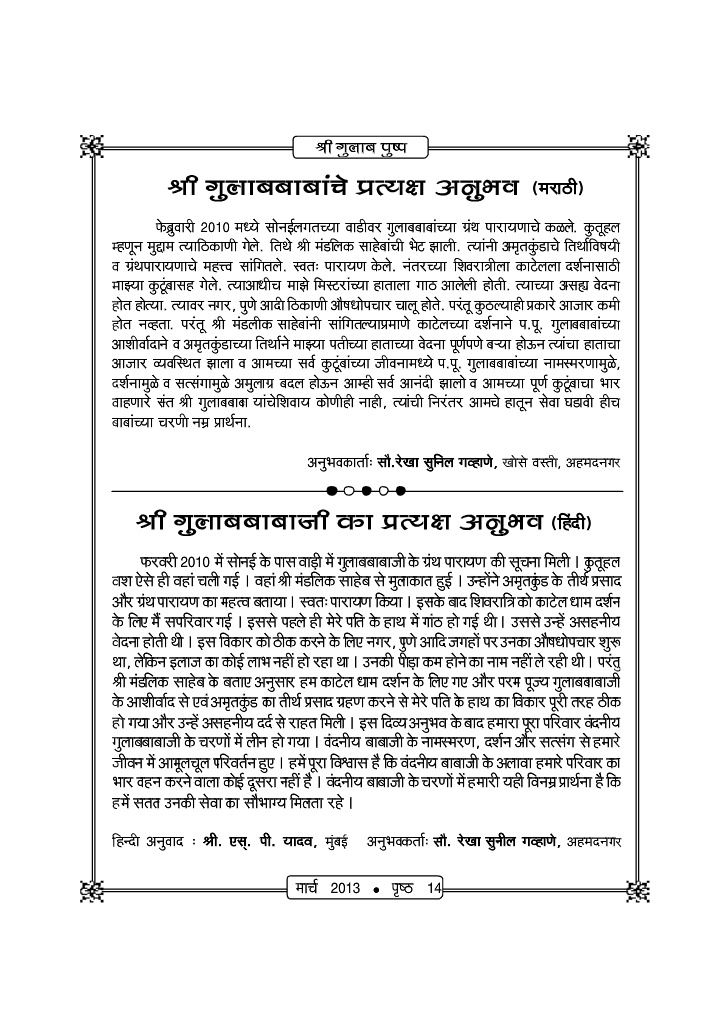 श्री गुलाब पुष्प
श्री गुलाबबाबांचे प्रत्यक्ष अनुभव (मराठी)
फेब्रुवारी 2010 मध्ये सोनईलगतच्या वाडीवर गुलाबबाबांच्या ग्रंथ पारायणाचे कळले. कुतूहल
म्हणून मुद्दाम त्याठिकाणी गेले. तिथे श्री मंडलिक साहेबांची भेट झाली. त्यांनी अमृतकुंडाचे तिर्थाविषयी
व ग्रंथपारायणाचे महत्त्व सांगितले. स्वतः पारायण केले. नंतरच्या शिवरात्रीला काटेलला दर्शनासाठी
माझ्या कुटूंबासह गेले. त्याआधीच माझे मिस्टरांच्या हाताला गाठ आलेली होती. त्याच्या असह्य वेदना
होत होत्या. त्यावर नगर, पुणे आदी ठिकाणी औषधोपचार चालू होते. परंतू कुठल्याही प्रकारे आजार कमी
होत नव्हता. परंतू श्री मंडलीक साहेबांनी सांगितल्याप्रमाणे काटेलच्या दर्शनाने प.पू. गुलाबबाबांच्या
आशीर्वादाने व अमृतकुंडाच्या तिर्थाने माझ्या पतीच्या हाताच्या वेदना पूर्णपणे बऱ्या होऊन त्यांचा हाताचा
आजार व्यवस्थित झाला व आमच्या सर्व कुटूंबांच्या जीवनामध्ये प.पू. गुलाबबाबांच्या नामस्मरणामुळे,
दर्शनामुळे व सत्संगामुळे अमुलाग्र बदल होऊन आम्ही सर्व आनंदी झालो व आमच्या पूर्ण कुटूंबाचा भार
वाहणारे संत श्री गुलाबबाबा यांचेशिवाय कोणीही नाही, त्यांची निरंतर आमचे हातून सेवा घडावी हीच
बाबांच्या चरणी नम्र प्रार्थना.
अनुभवकार्ताः सौ.रेखा सुनिल गव्हाणे, खोसे वस्ती, अहमदनगर
श्री गुलाबबाबाजी का प्रत्यक्ष अनुभव (हिंदी)
फरवरी 2010 में सोनई के पास वाड़ी में गुलाबबाबाजी के ग्रंथ पारायण की सूचना मिली । कुतूहल
वश ऐसे ही वहां चली गई । वहां श्री मंडलिक साहेब से मुलाकात हुई । उन्होंने अमृतकुंड के तीर्थ प्रसाद
और ग्रंथ पारायण का महत्व बताया । स्वतः पारायण किया । इसके बाद शिवरात्रि को काटेल धाम दर्शन
के लिए मैं सपरिवार गई । इससे पहले ही मेरे पति के हाथ में गांठ हो गई थी । उससे उन्हें असहनीय
वेदना होती थी । इस विकार को ठीक करने के लिए नगर, पुणे आदि जगहों पर उनका औषधोपचार शुरू
था, लेकिन इलाज का कोई लाभ नहीं हो रहा था । उनकी पीड़ा कम होने का नाम नहीं ले रही थी । परंतु
श्री मंडलिक साहेब के बताए अनुसार हम काटेल धाम दर्शन के लिए गए और परम पूज्य गुलाबबाबाजी
के आशीर्वाद से एवं अमृतकुंड का तीर्थ प्रसाद ग्रहण करने से मेरे पति के हाथ का विकार पूरी तरह ठीक
हो गया और उन्हें असहनीय दर्द से राहत मिली । इस दिव्य अनुभव के बाद हमारा पूरा परिवार वंदनीय
गुलाबबाबाजी के चरणों में लीन हो गया । वंदनीय बाबाजी के नामस्मरण, दर्शन और सत्संग से हमारे
जीवन में आमूलचूल परिवर्तन हुए । हमें पूरा विश्वास है कि वंदनीय बाबाजी के अलावा हमारे परिवार का
भार वहन करने वाला कोई दूसरा नहीं है । वंदनीय बाबाजी के चरणों में हमारी यही विनम्र प्रार्थना है कि
हमें सतत उनकी सेवा का सौभाग्य मिलता रहे ।
हिन्दी अनुवाद : श्री. एस्. पी. यादव, मुंबई अनुभवकर्ताः सौ. रेखा सुनील गव्हाणे, अहमदनगर
मार्च 2013 ● पृष्ठ 14